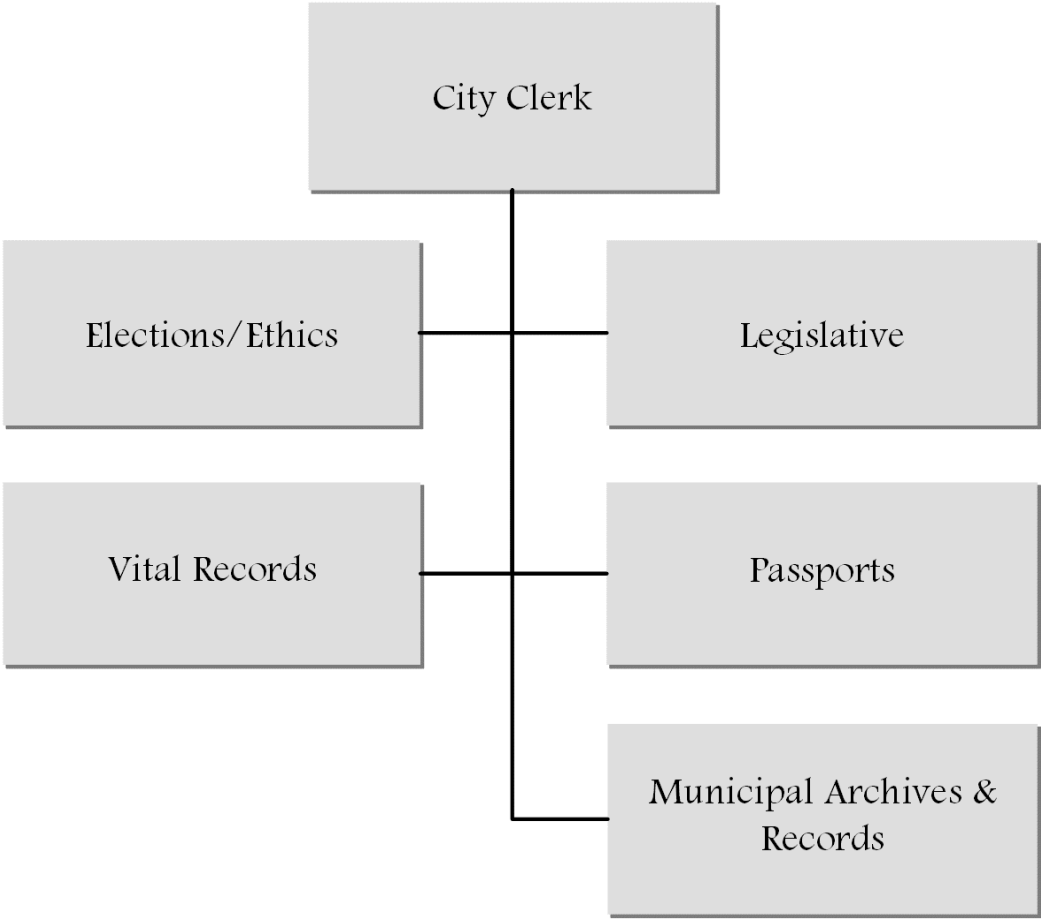 City Clerk
Elections/Ethics
Legislative
Vital Records
Passports
Municipal Archives &
Records